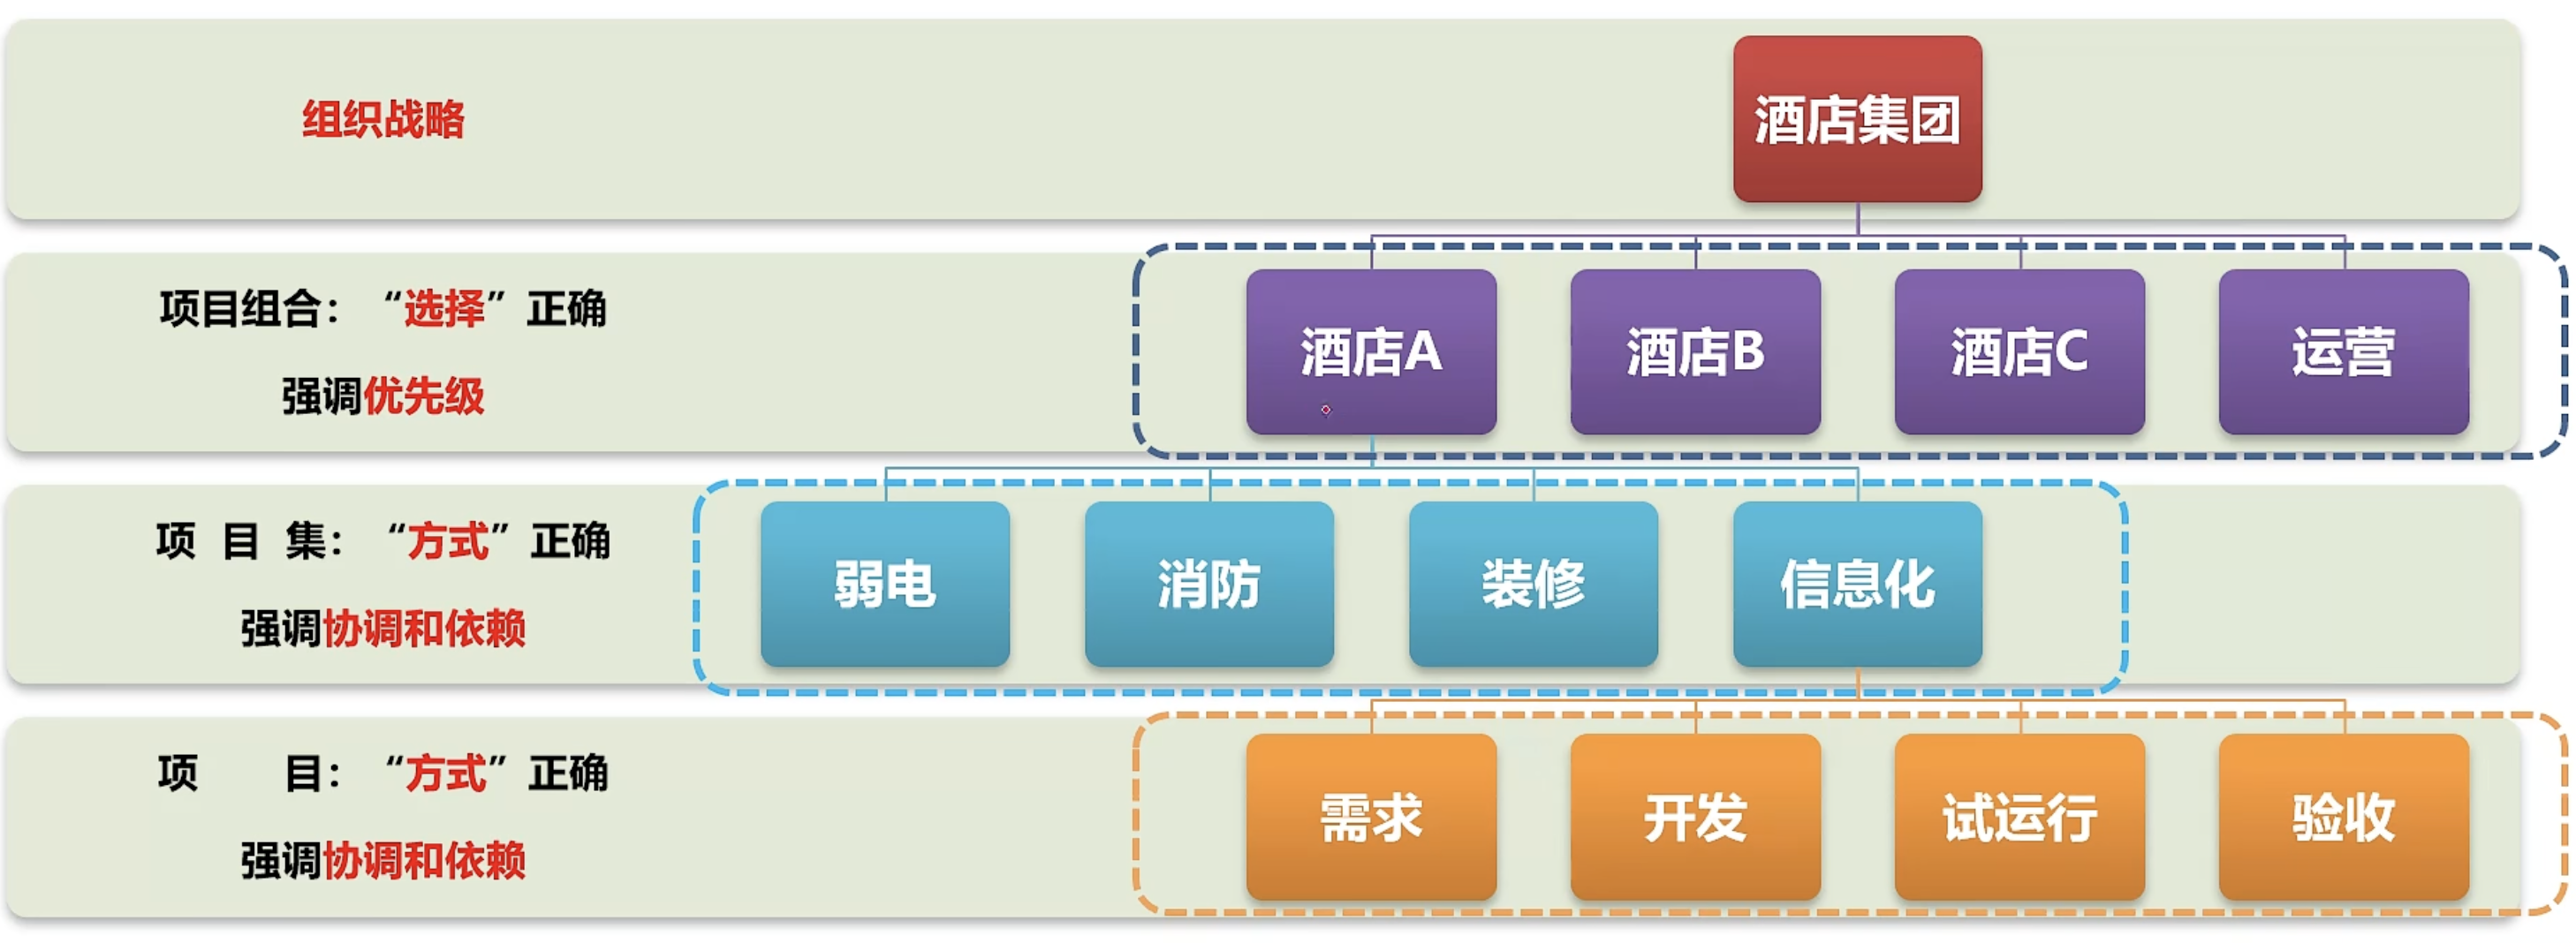 组织战略
酒店集团
项目组合：“选择”正确
强调优先级
酒店A
酒店B
酒店C
运营
项 目 集：“方式”正确
强调协调和依赖
弱电
消防
装修
信息化
项 目：“方式”正确
强调协调和依赖
需求
开发
试运行
验收